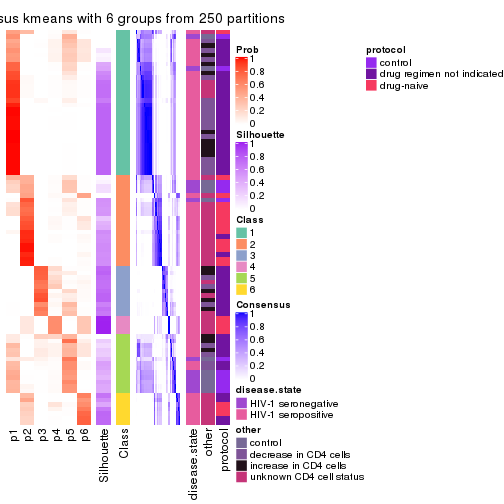 sus kmeans with 6 groups from 250 partitions
Prob
1
0.8
0.6
0.4
0.2
0
Silhouette
1
0.8
0.6
0.4
0.2
0
Class
1
2
3
4
5
6
Consensus
1
0.8
0.6
0.4
0.2
0
disease.state
HIV-1 seronegative
HIV-1 seropositive
other
control
decrease in CD4 cells
increase in CD4 cells
unknown CD4 cell status
protocol
control
drug regimen not indicated
drug-naive
p1
p2
p3
p4
p5
p6
Silhouette
Class
disease.state
other
protocol